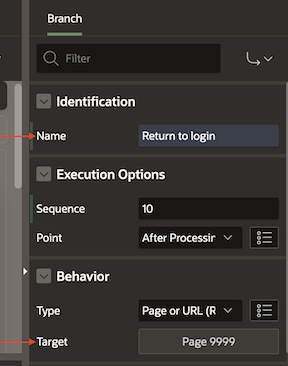 Branch
Filter
Identification
Name Return to login
Execution Options
Sequence 10
Point After Processin
Behavior
Type Page or URL (R
Target Page 9999